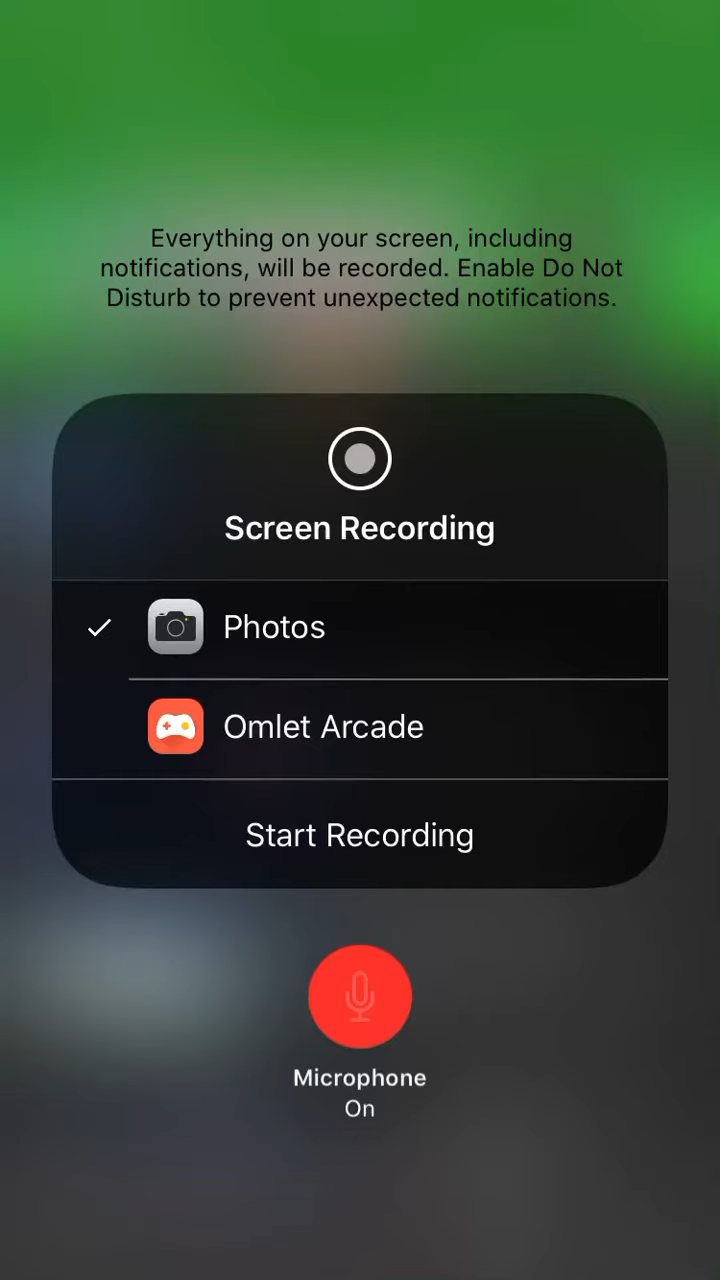 Everything on your screen, including
notifications, will be recorded. Enable Do Not
Disturb to prevent unexpected notifications.
Screen Recording
Photos
Omlet Arcade
Start Recording
Microphone
On